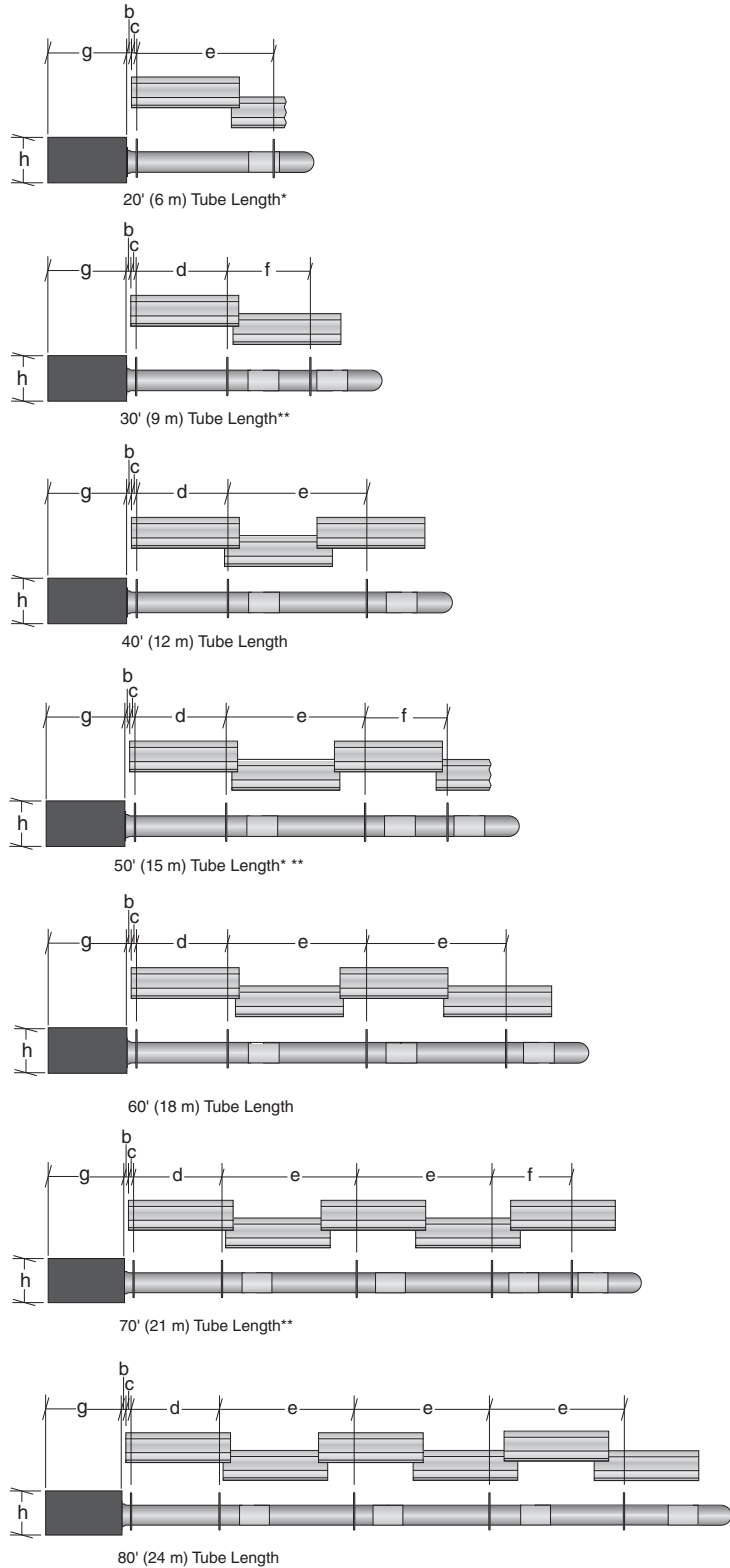 b
c
g e
h
20' (6 m) Tube Length*
b
c
g d f
h
30' (9 m) Tube Length**
b
c
g d e
h
40' (12 m) Tube Length
b
c
g d e f
h
50' (15 m) Tube Length* **
b
c
g d e e
h
60' (18 m) Tube Length
b
c
g d e e f
h
70' (21 m) Tube Length**
b
c
g d e e e
h
80' (24 m) Tube Length